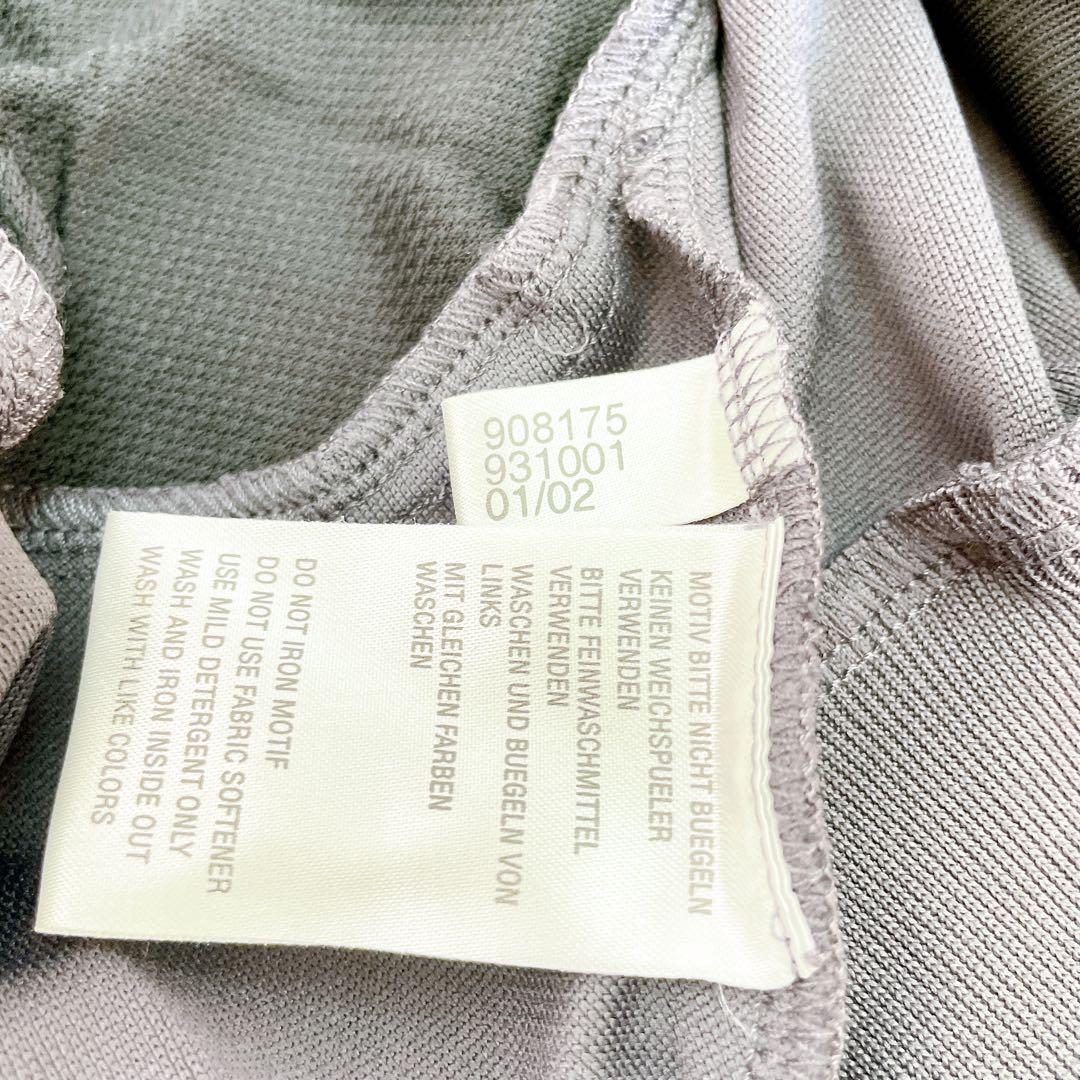 908175
931001
01/02
MOTIV BITTE NICHT BUEGELN
KEINEN WEICHSPUELER
VERWENDEN
BITTE FEINWASCHMITTEL
VERWENDEN
WASCHEN UND BUEGELN VON
LINKS
MIT GLEICHEN FARBEN
WASCHEN
DO NOT IRON MOTIF
DO NOT USE FABRIC SOFTENER
USE MILD DETERGENT ONLY
WASH AND IRON INSIDE OUT
WASH WITH LIKE COLORS